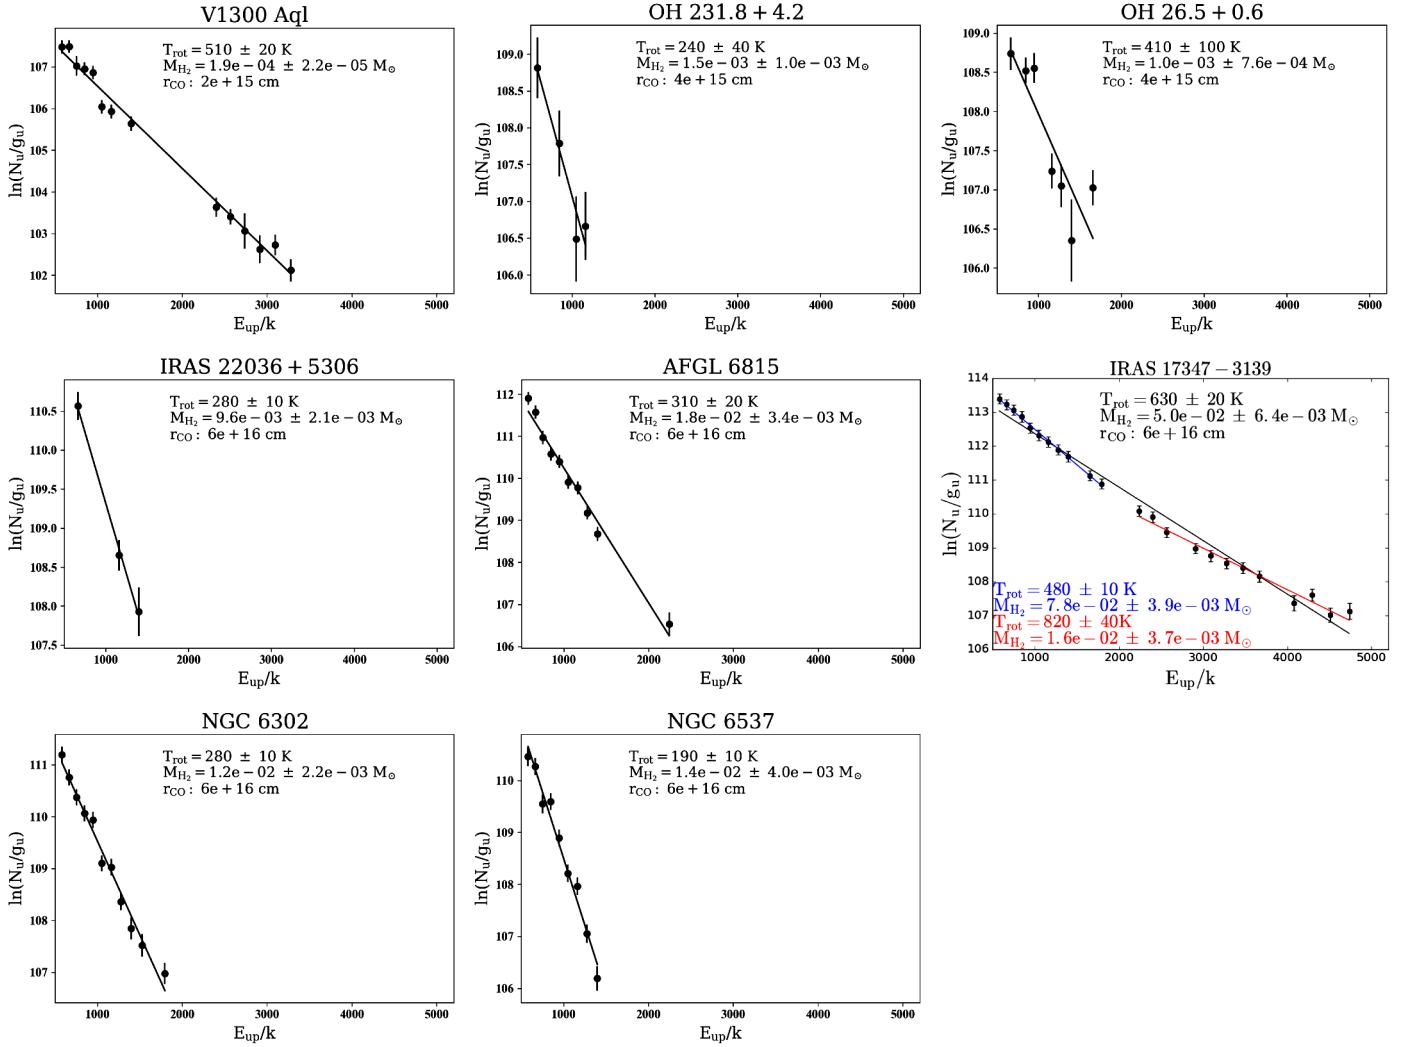 V1300 Aql
T_rot = 510 ± 20 K
M_H₂ = 1.9e − 04 ± 2.2e − 05 M⊙
r_CO : 2e + 15 cm
107
106
105
104
103
102
ln(N_u/g_u)
1000 2000 3000 4000 5000
E_up/k
OH 231.8 + 4.2
T_rot = 240 ± 40 K
M_H₂ = 1.5e − 03 ± 1.0e − 03 M⊙
r_CO : 4e + 15 cm
109.0
108.5
108.0
107.5
107.0
106.5
106.0
ln(N_u/g_u)
1000 2000 3000 4000 5000
E_up/k
OH 26.5 + 0.6
T_rot = 410 ± 100 K
M_H₂ = 1.0e − 03 ± 7.6e − 04 M⊙
r_CO : 4e + 15 cm
109.0
108.5
108.0
107.5
107.0
106.5
106.0
ln(N_u/g_u)
1000 2000 3000 4000 5000
E_up/k
IRAS 22036 + 5306
T_rot = 280 ± 10 K
M_H₂ = 9.6e − 03 ± 2.1e − 03 M⊙
r_CO : 6e + 16 cm
110.5
110.0
109.5
109.0
108.5
108.0
107.5
ln(N_u/g_u)
1000 2000 3000 4000 5000
E_up/k
AFGL 6815
T_rot = 310 ± 20 K
M_H₂ = 1.8e − 02 ± 3.4e − 03 M⊙
r_CO : 6e + 16 cm
112
111
110
109
108
107
106
ln(N_u/g_u)
1000 2000 3000 4000 5000
E_up/k
IRAS 17347 − 3139
T_rot = 630 ± 20 K
M_H₂ = 5.0e − 02 ± 6.4e − 03 M⊙
r_CO : 6e + 16 cm
114
113
112
111
110
109
108
107
106
ln(N_u/g_u)
T_rot = 480 ± 10 K
M_H₂ = 7.8e − 02 ± 3.9e − 03 M⊙
T_rot = 820 ± 40K
M_H₂ = 1.6e − 02 ± 3.7e − 03 M⊙
1000 2000 3000 4000 5000
E_up/k
NGC 6302
T_rot = 280 ± 10 K
M_H₂ = 1.2e − 02 ± 2.2e − 03 M⊙
r_CO : 6e + 16 cm
111
110
109
108
107
ln(N_u/g_u)
1000 2000 3000 4000 5000
E_up/k
NGC 6537
T_rot = 190 ± 10 K
M_H₂ = 1.4e − 02 ± 4.0e − 03 M⊙
r_CO : 6e + 16 cm
110
109
108
107
106
ln(N_u/g_u)
1000 2000 3000 4000 5000
E_up/k